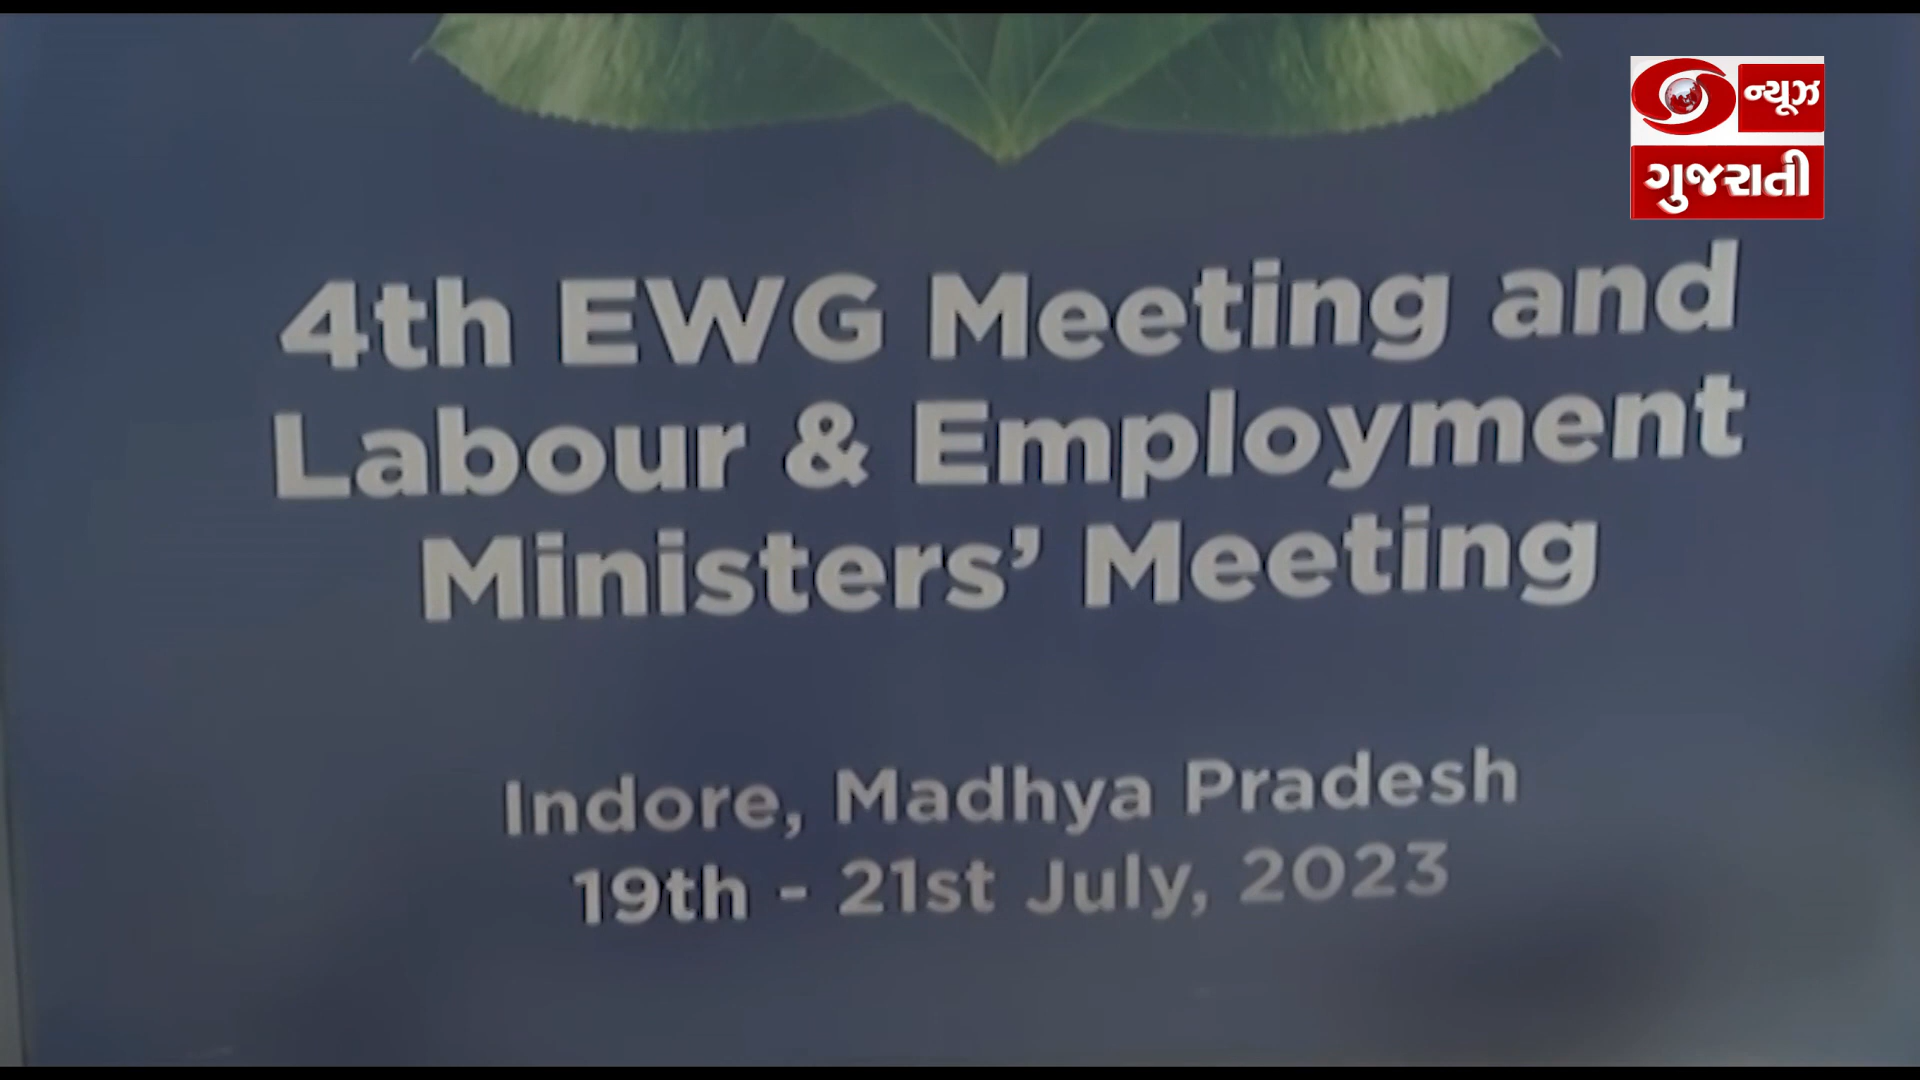 ન્યૂઝ
ગુજરાતી
4th EWG Meeting and
Labour & Employment
Ministers' Meeting
Indore, Madhya Pradesh
19th - 21st July, 2023